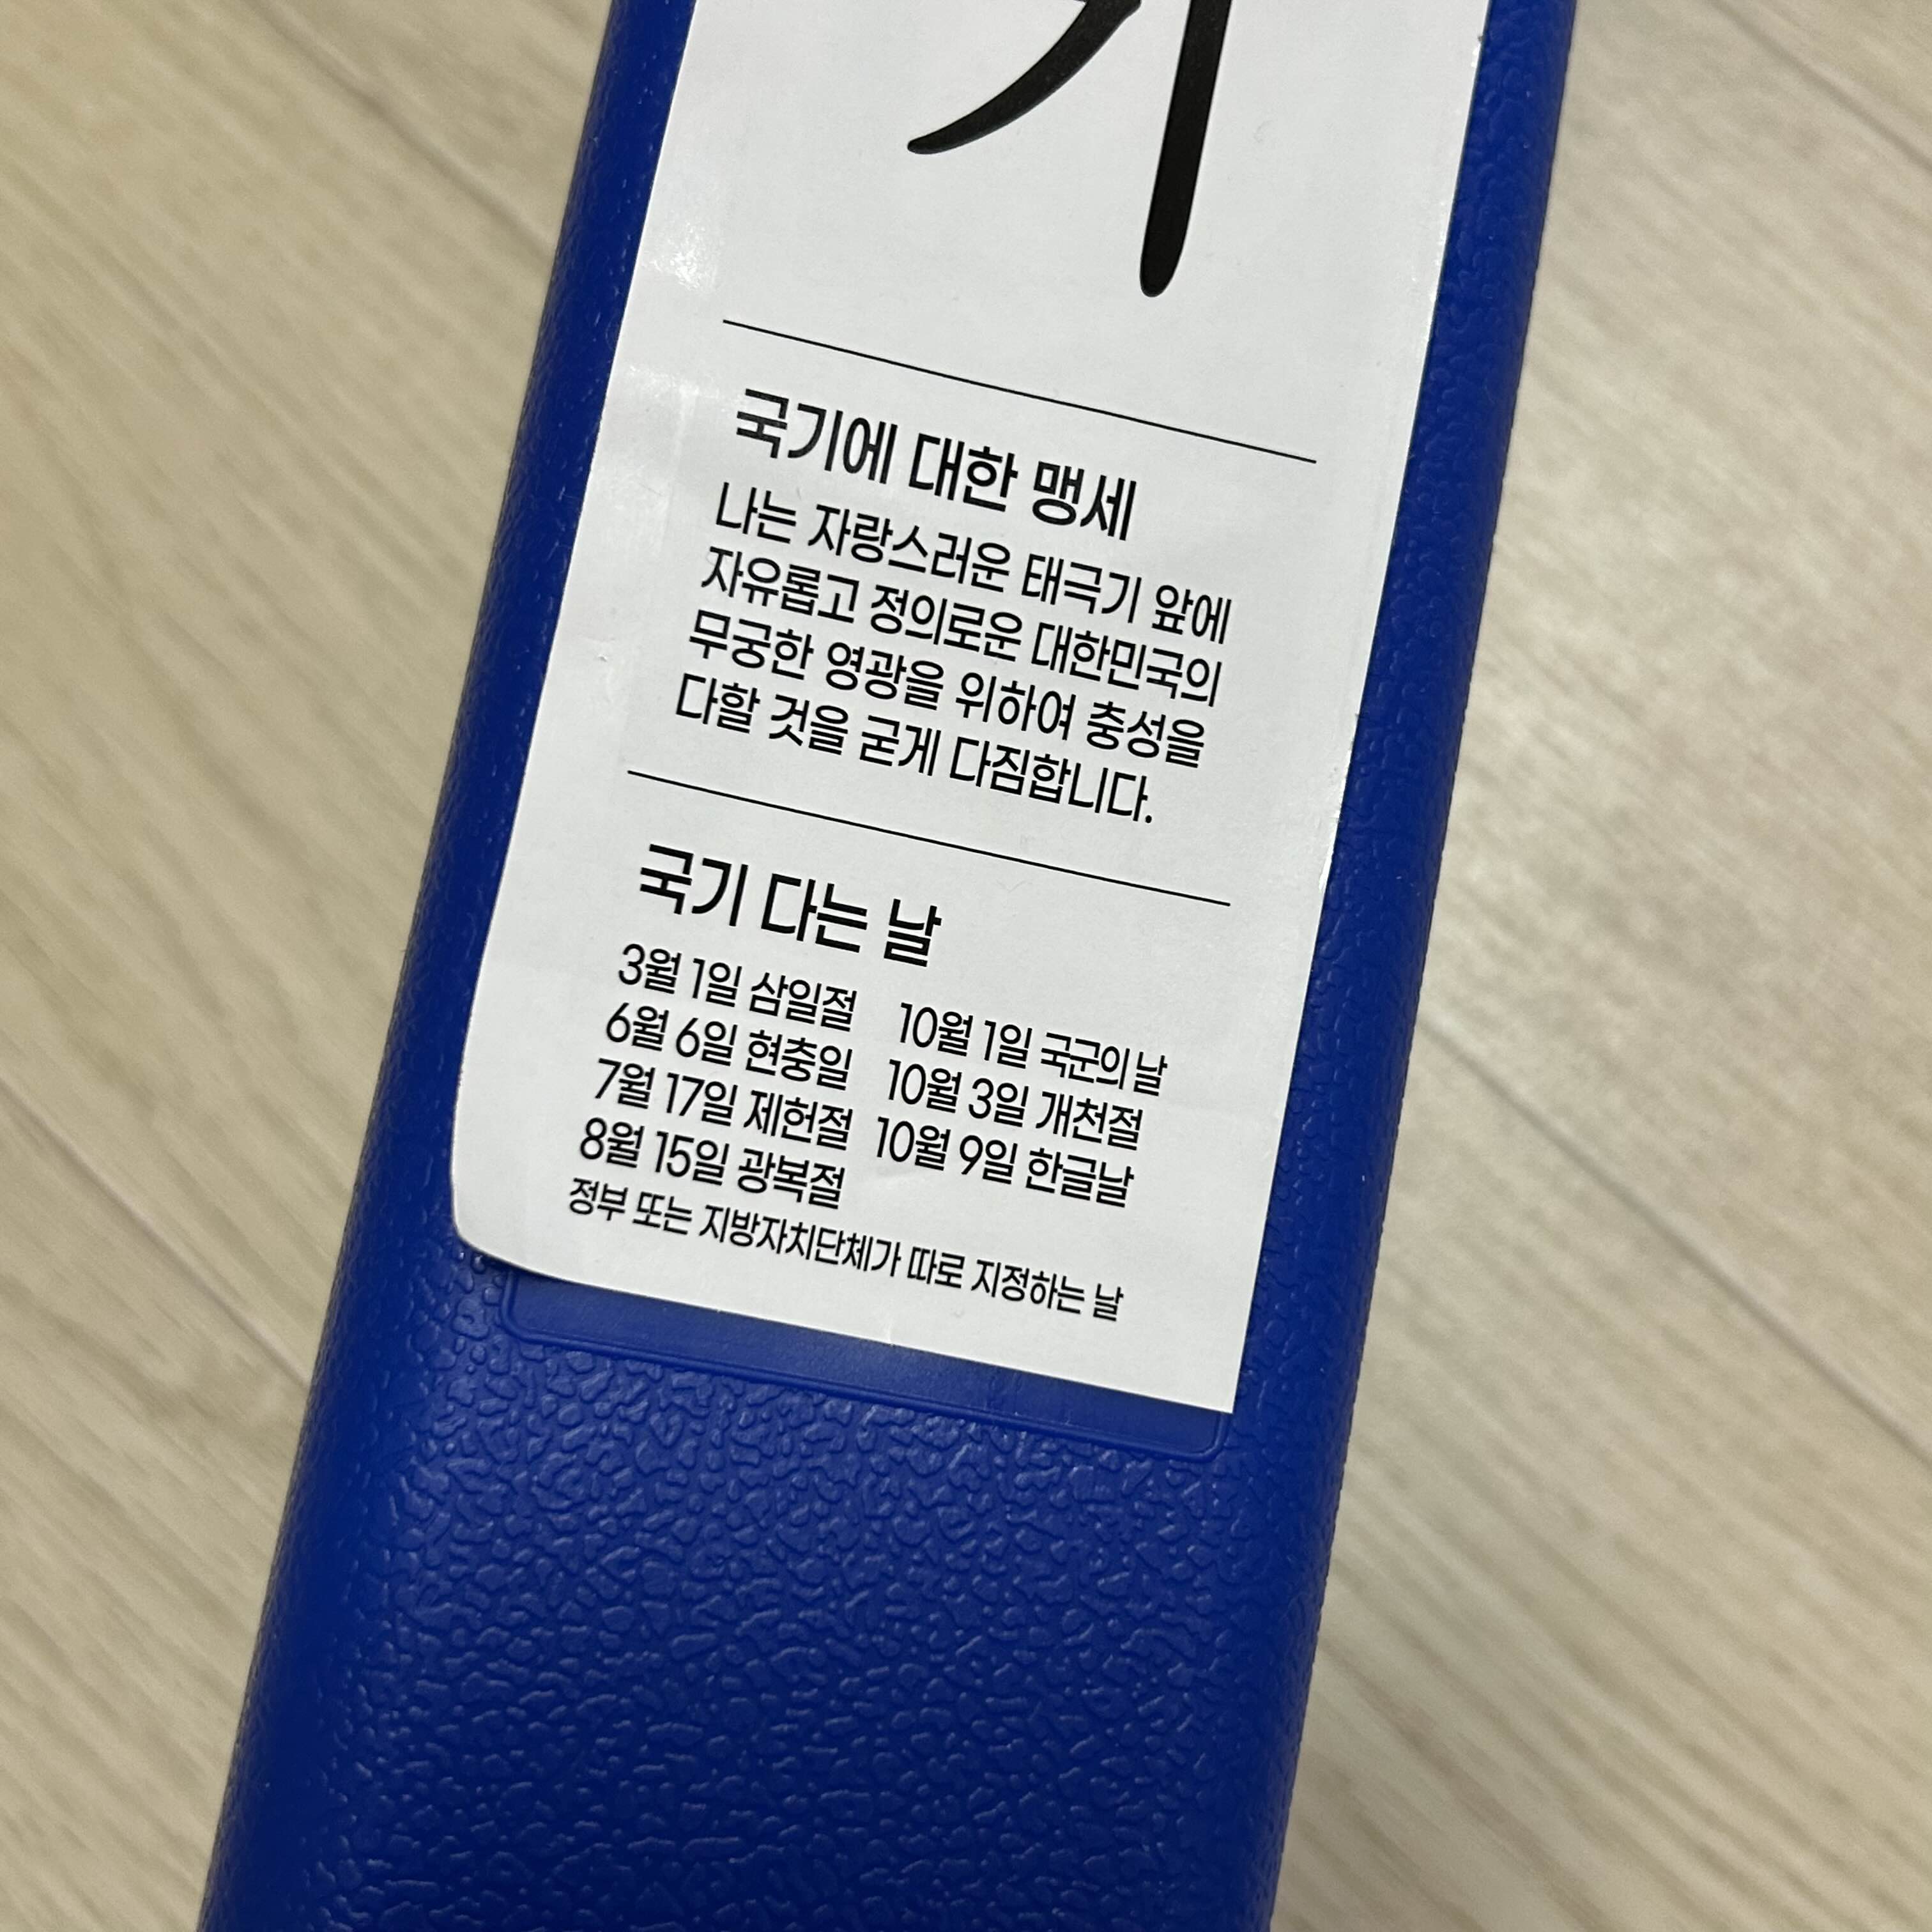 기
국기에 대한 맹세
나는 자랑스러운 태극기 앞에
자유롭고 정의로운 대한민국의
무궁한 영광을 위하여 충성을
다할 것을 굳게 다짐합니다.
국기 다는 날
3월 1일 삼일절 10월 1일 국군의 날
6월 6일 현충일 10월 3일 개천절
7월 17일 제헌절 10월 9일 한글날
8월 15일 광복절
정부 또는 지방자치단체가 따로 지정하는 날